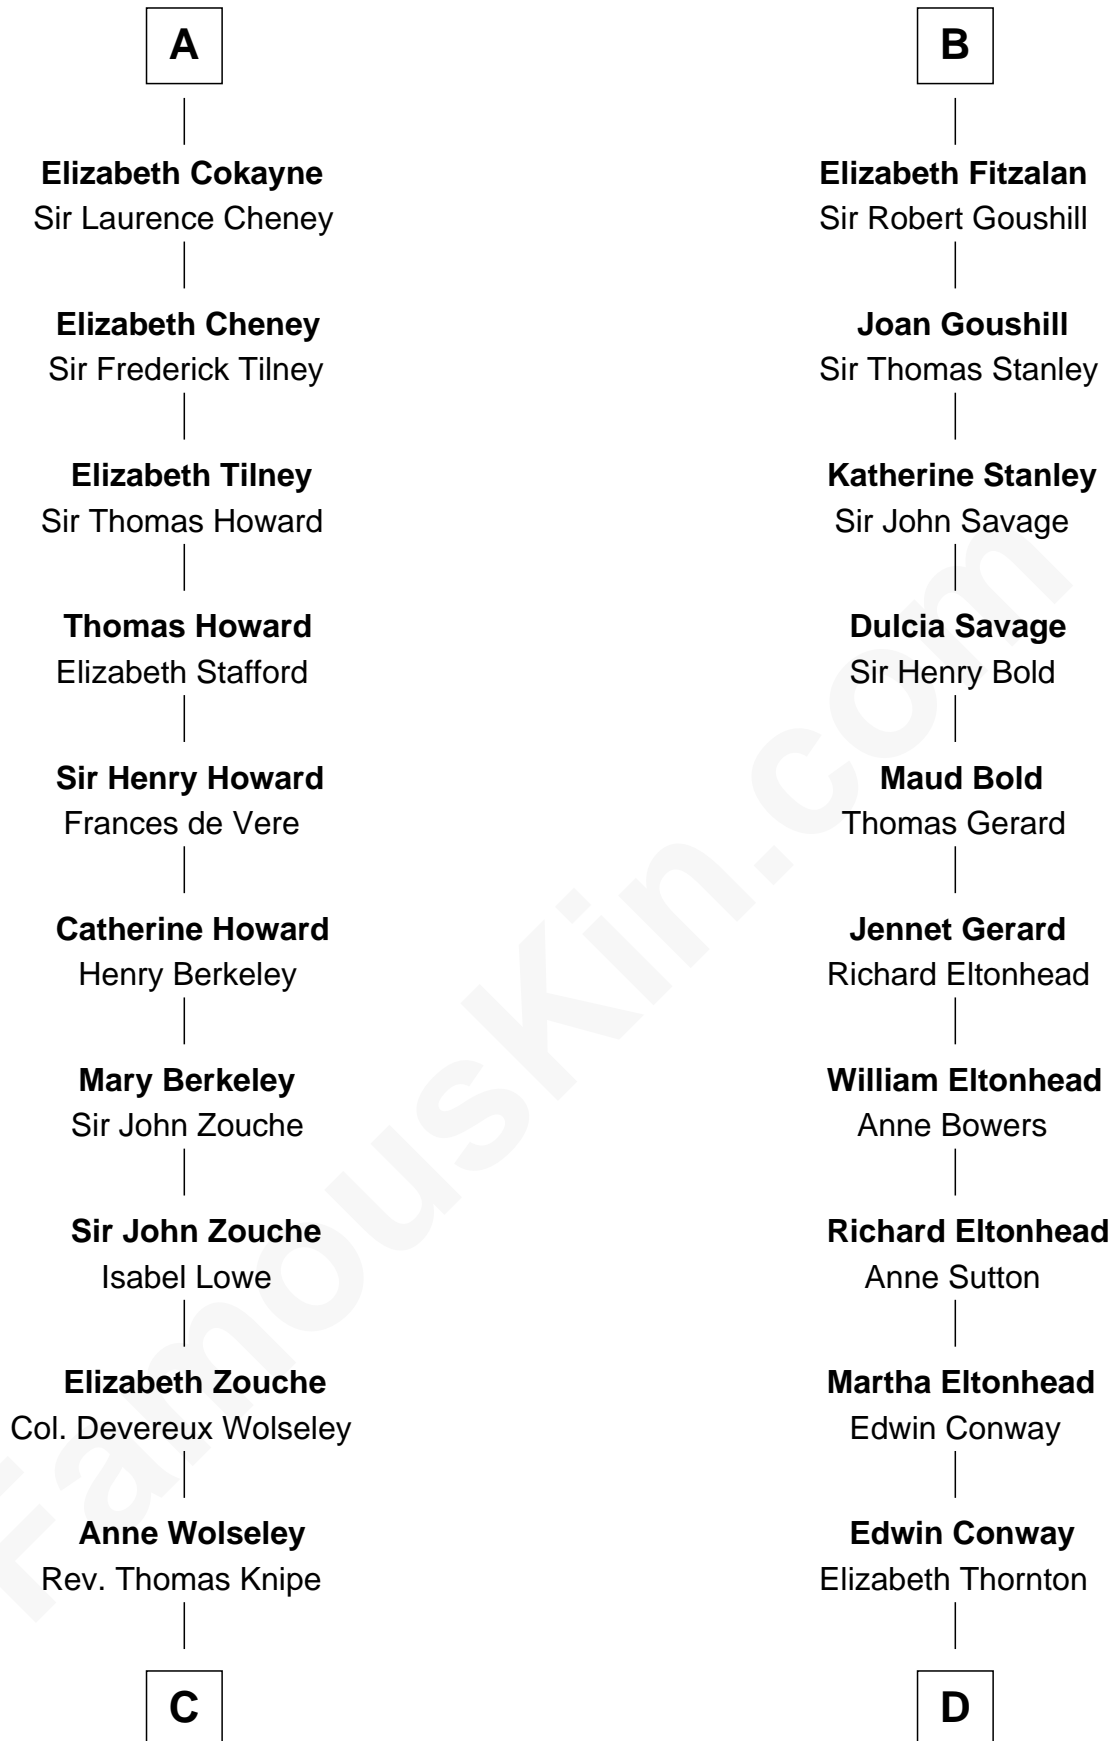 A
Elizabeth Cokayne
Sir Laurence Cheney
Elizabeth Cheney
Sir Frederick Tilney
Elizabeth Tilney
Sir Thomas Howard
Thomas Howard
Elizabeth Stafford
Sir Henry Howard
Frances de Vere
Catherine Howard
Henry Berkeley
Mary Berkeley
Sir John Zouche
Sir John Zouche
Isabel Lowe
Elizabeth Zouche
Col. Devereux Wolseley
Anne Wolseley
Rev. Thomas Knipe
C
B
Elizabeth Fitzalan
Sir Robert Goushill
Joan Goushill
Sir Thomas Stanley
Katherine Stanley
Sir John Savage
Dulcia Savage
Sir Henry Bold
Maud Bold
Thomas Gerard
Jennet Gerard
Richard Eltonhead
William Eltonhead
Anne Bowers
Richard Eltonhead
Anne Sutton
Martha Eltonhead
Edwin Conway
Edwin Conway
Elizabeth Thornton
D
FamousKin.com